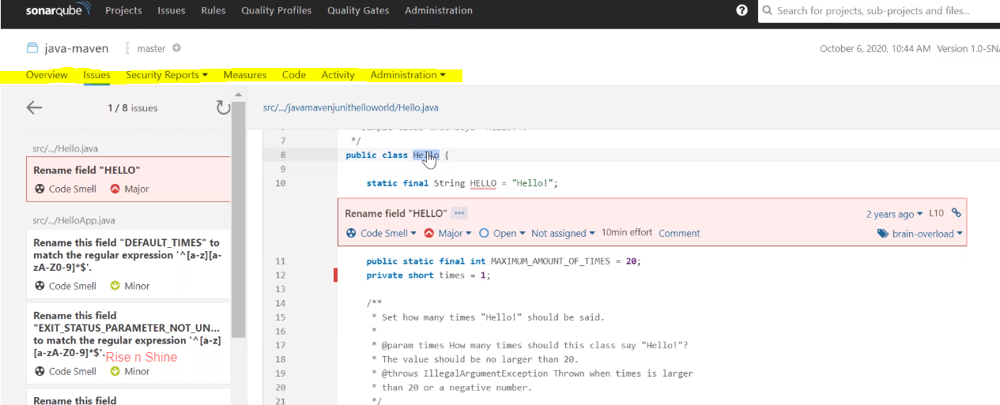 sonarqube Projects Issues Rules Quality Profiles Quality Gates Administration ? Search for projects, sub-projects and files...
java-maven master October 6, 2020, 10:44 AM Version 1.0-SNA
Overview Issues Security Reports Measures Code Activity Administration
1 / 8 issues
src/.../Hello.java
Rename field "HELLO"
Code Smell Major
src/.../HelloApp.java
Rename this field "DEFAULT_TIMES" to
match the regular expression '^[a-z][a-
zA-Z0-9]*$'.
Code Smell Minor
Rename this field
"EXIT_STATUS_PARAMETER_NOT_UN...
to match the regular expression '^[a-z]
[a-zA-Z0-9]*$'.
Rise n Shine
Code Smell Minor
Rename this field
src/.../javamavenjunithelloworld/Hello.java
7 */
8 public class Hello {
9
10 static final String HELLO = "Hello!";
Rename field "HELLO" ••• 2 years ago L10
Code Smell Major Open Not assigned 10min effort Comment brain-overload
11 public static final int MAXIMUM_AMOUNT_OF_TIMES = 20;
12 private short times = 1;
13
14 /**
15 * Set how many times "Hello!" should be said.
16 *
17 * @param times How many times should this class say "Hello!"?
18 * The value should be no larger than 20.
19 * @throws IllegalArgumentException Thrown when times is larger
20 * than 20 or a negative number.
21 */